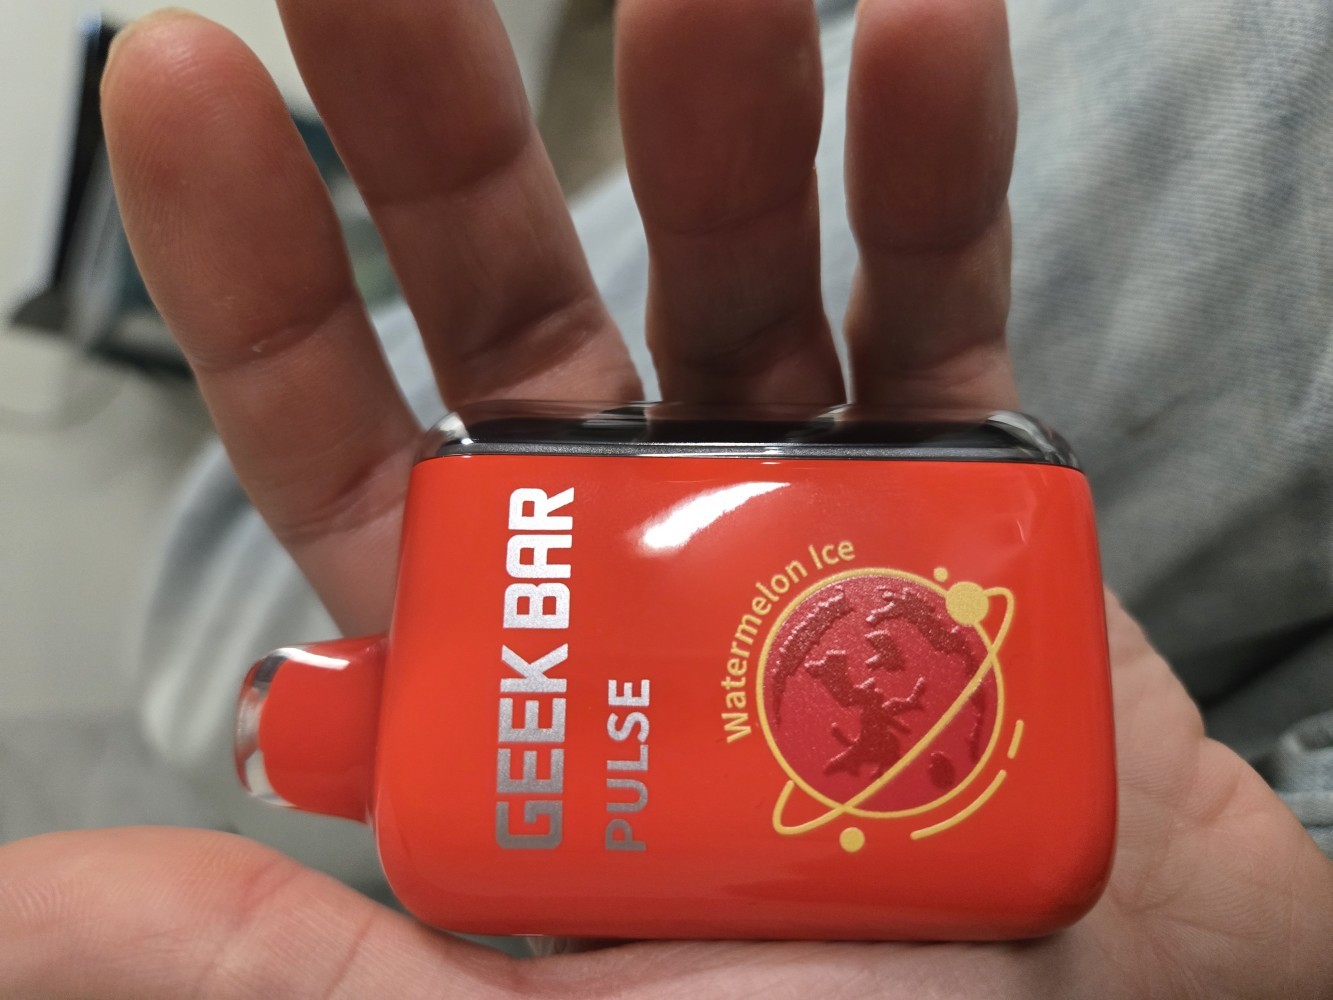 GEEK BAR
PULSE
Watermelon Ice